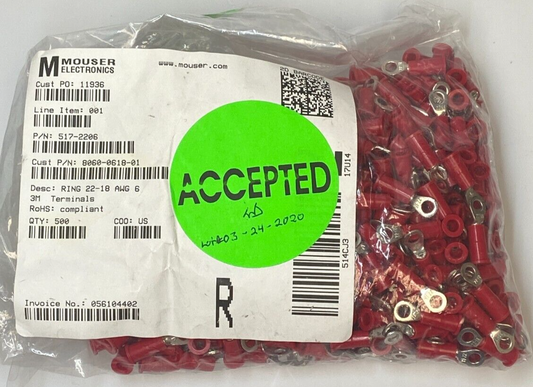 M MOUSER
ELECTRONICS
www.mouser.com
Cust PO: 11936
Line Item: 001
P/N: 517-2206
Cust P/N: 8060-0618-01
Desc: RING 22-18 AWG 6
3M Terminals
RoHS: compliant
QTY: 500 COO: US
Invoice No.: 056104402
ACCEPTED
03-24-2020
R
17U14
514CJ3